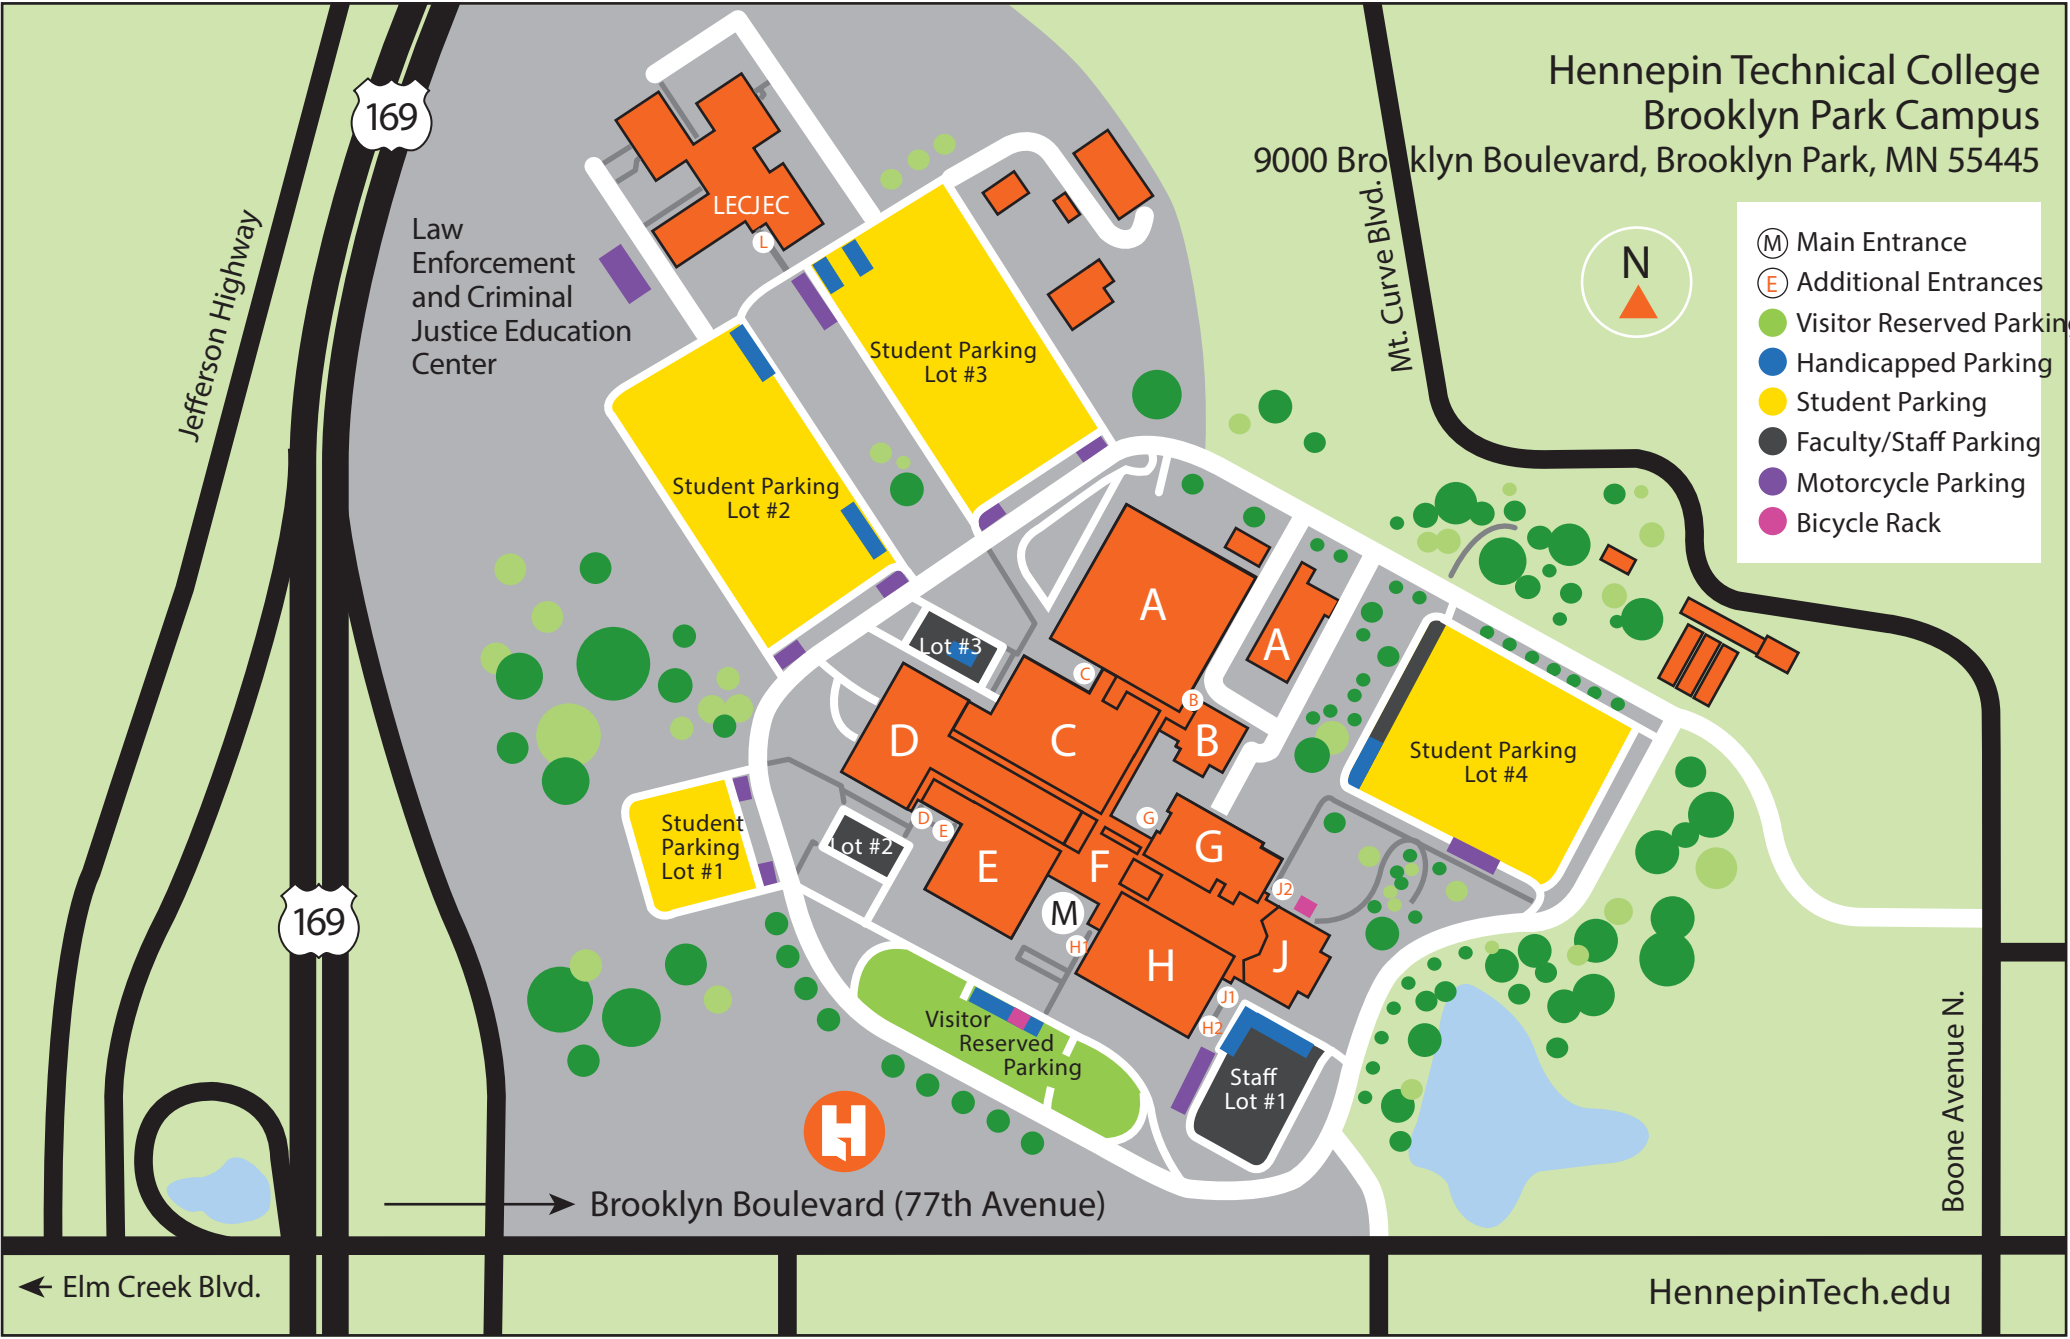 Hennepin Technical College
Brooklyn Park Campus
9000 Brooklyn Boulevard, Brooklyn Park, MN 55445
169
Jefferson Highway
Law
Enforcement
and Criminal
Justice Education
Center
LECJEC
L
Mt. Curve Blvd.
N
M Main Entrance
E Additional Entrances
Visitor Reserved Parking
Handicapped Parking
Student Parking
Faculty/Staff Parking
Motorcycle Parking
Bicycle Rack
Student Parking
Lot #3
Student Parking
Lot #2
A
A
Lot #3
C
B
D
C
B
Student Parking
Lot #4
Student
Parking
Lot #1
Lot #2
D
E
G
E
F
G
J2
M
H1
H
J
169
J1
H2
Visitor
Reserved
Parking
Staff
Lot #1
H
Boone Avenue N.
Brooklyn Boulevard (77th Avenue)
Elm Creek Blvd.
HennepinTech.edu